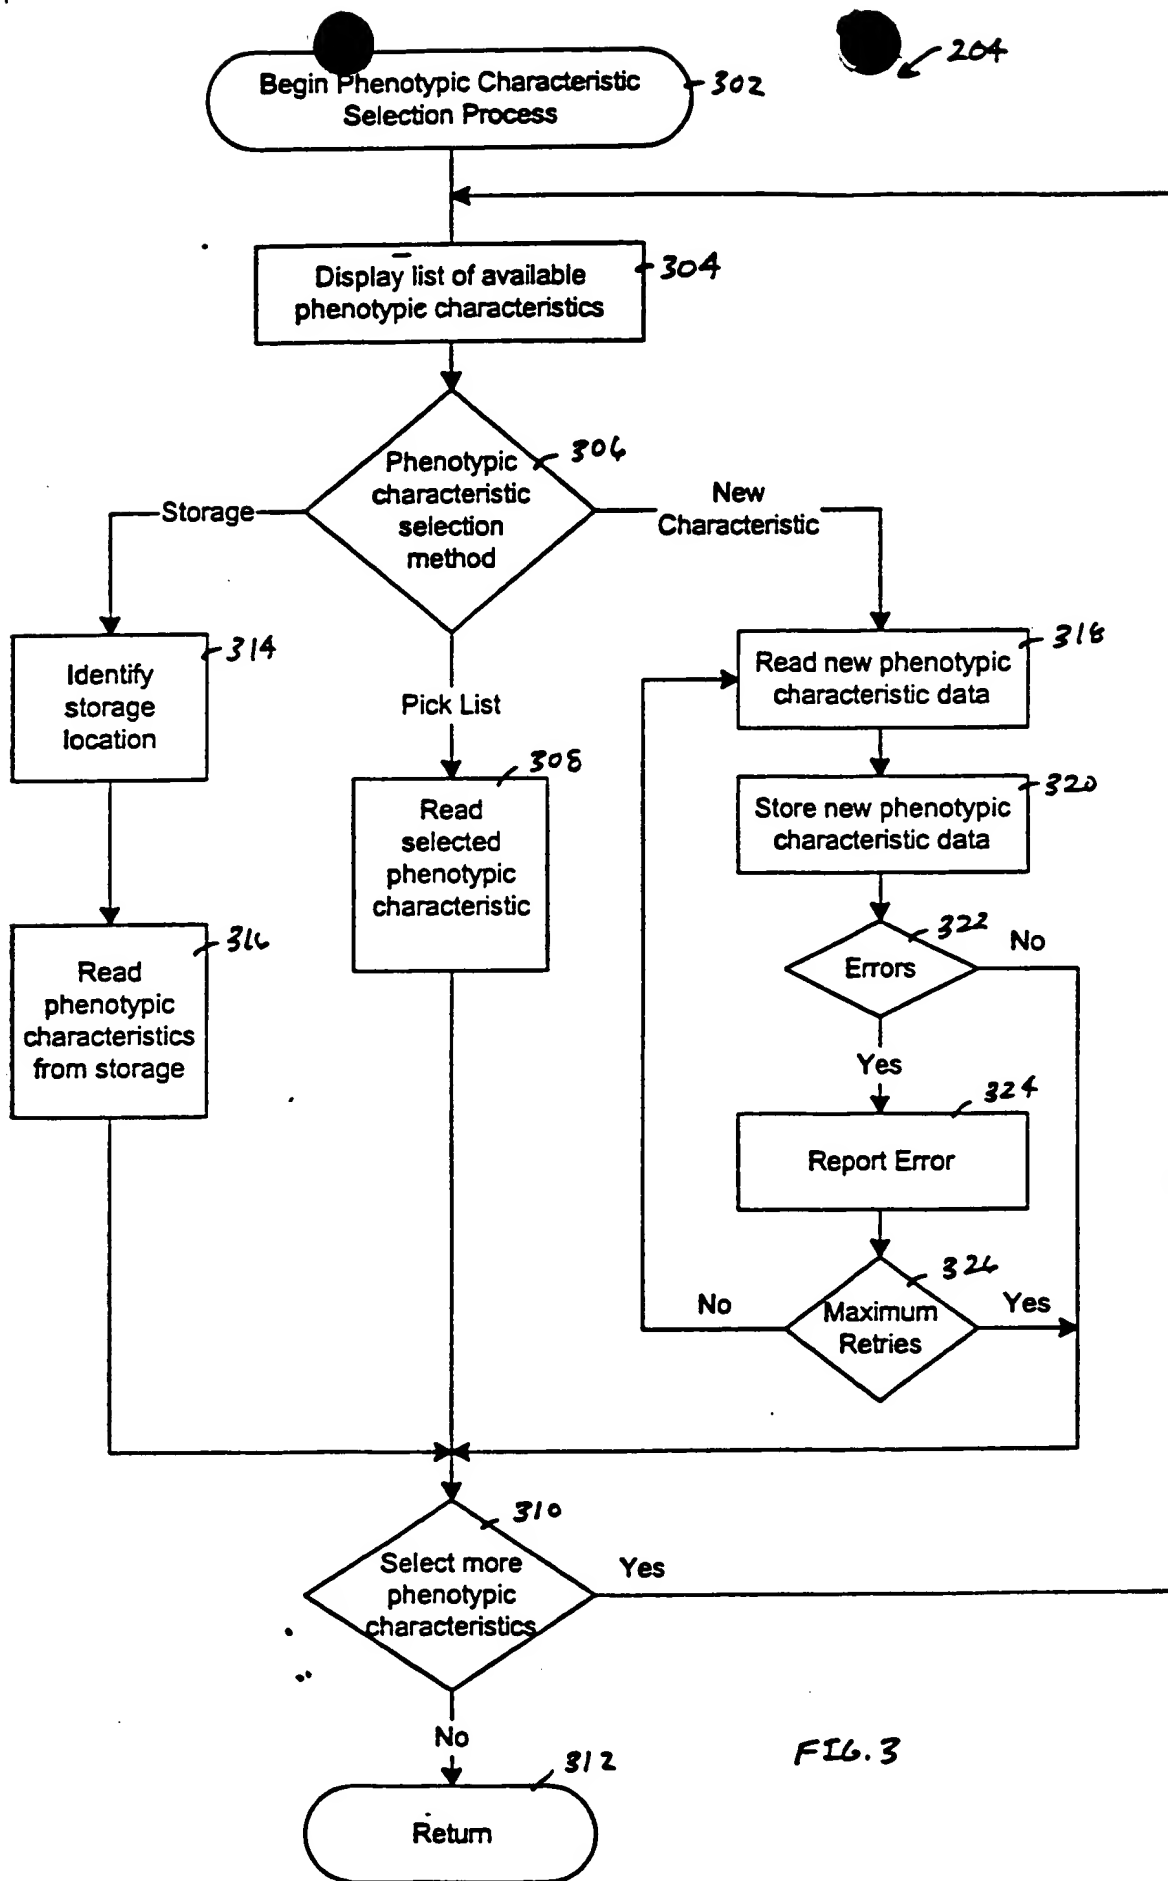 204
Begin Phenotypic Characteristic
Selection Process
302
Display list of available
phenotypic characteristics
304
Phenotypic
characteristic
selection
method
306
Storage
New
Characteristic
Pick List
Identify
storage
location
314
Read new phenotypic
characteristic data
318
Read
selected
phenotypic
characteristic
308
Store new phenotypic
characteristic data
320
Read
phenotypic
characteristics
from storage
316
Errors
322
No
Yes
Report Error
324
Maximum
Retries
326
No
Yes
Select more
phenotypic
characteristics
310
Yes
No
Return
312
FIG. 3